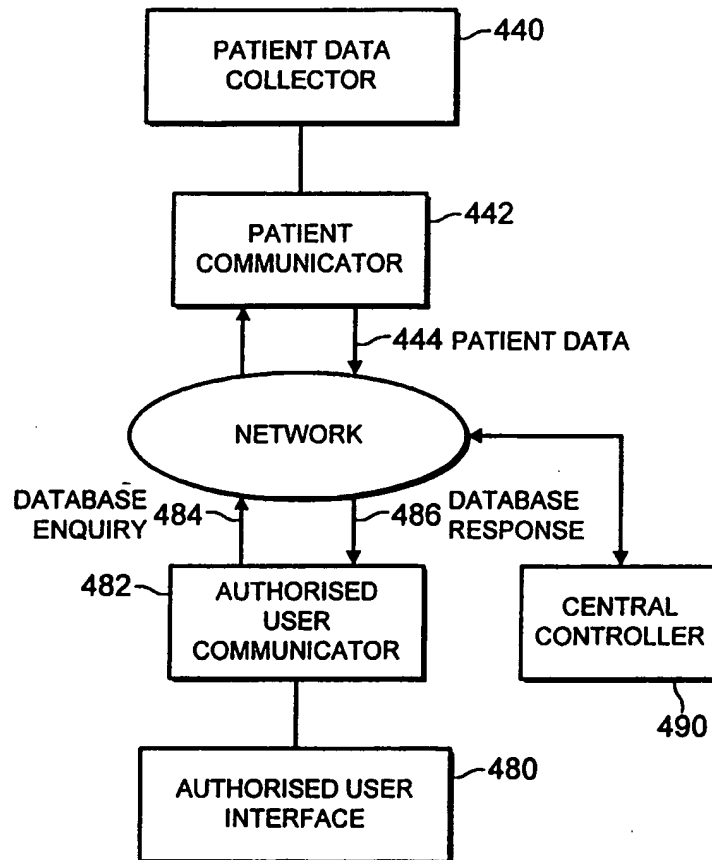 PATIENT DATA
COLLECTOR
440
PATIENT
COMMUNICATOR
442
444 PATIENT DATA
NETWORK
DATABASE
ENQUIRY
484
486
DATABASE
RESPONSE
482
AUTHORISED
USER
COMMUNICATOR
CENTRAL
CONTROLLER
490
480
AUTHORISED USER
INTERFACE